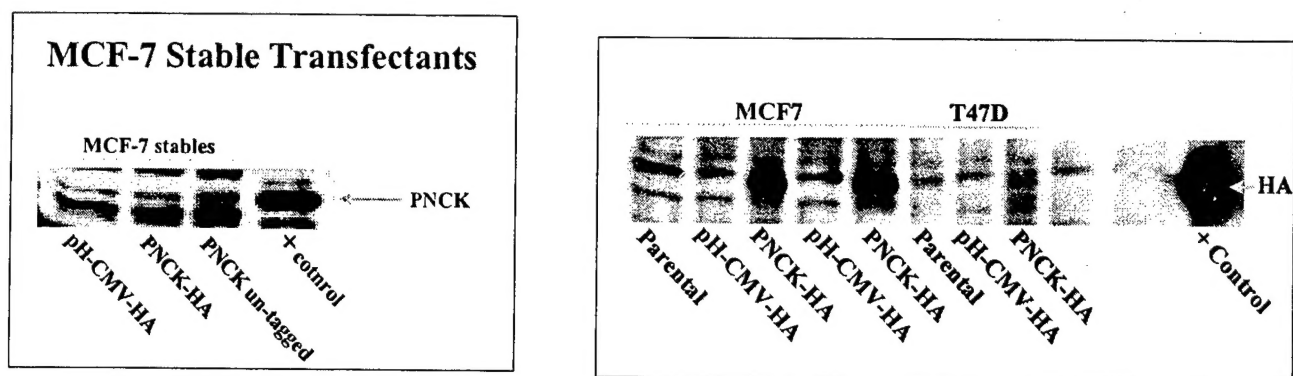 MCF-7 Stable Transfectants
MCF-7 stables
PNCK
pH-CMV-HA
PNCK-HA
PNCK un-tagged
+ cotnrol
MCF7 T47D
HA
Parental
pH-CMV-HA
PNCK-HA
pH-CMV-HA
PNCK-HA
Parental
pH-CMV-HA
PNCK-HA
+ Control